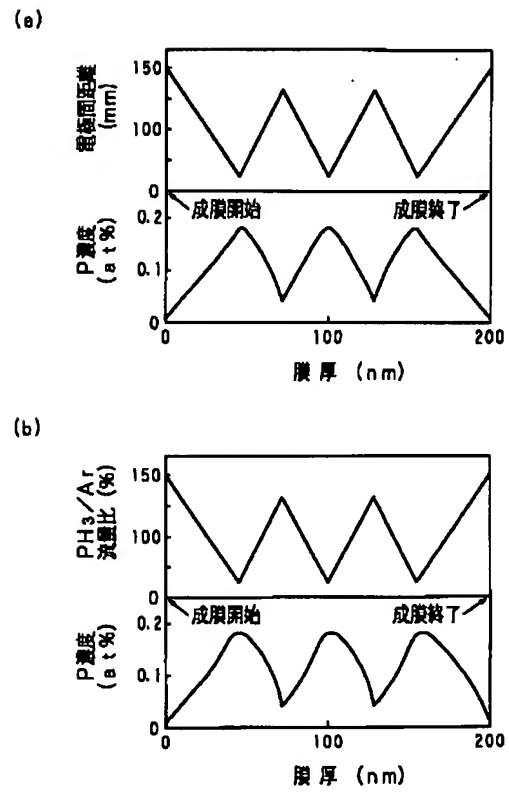 (a)
電極間距離
(mm)
150
100
0
成膜開始
成膜終了
P濃度
(at%)
0.2
0.1
0
0
100
200
膜厚 (nm)
(b)
PH3/Ar
流量比 (%)
150
100
0
成膜開始
成膜終了
P濃度
(at%)
0.2
0.1
0
0
100
200
膜厚 (nm)